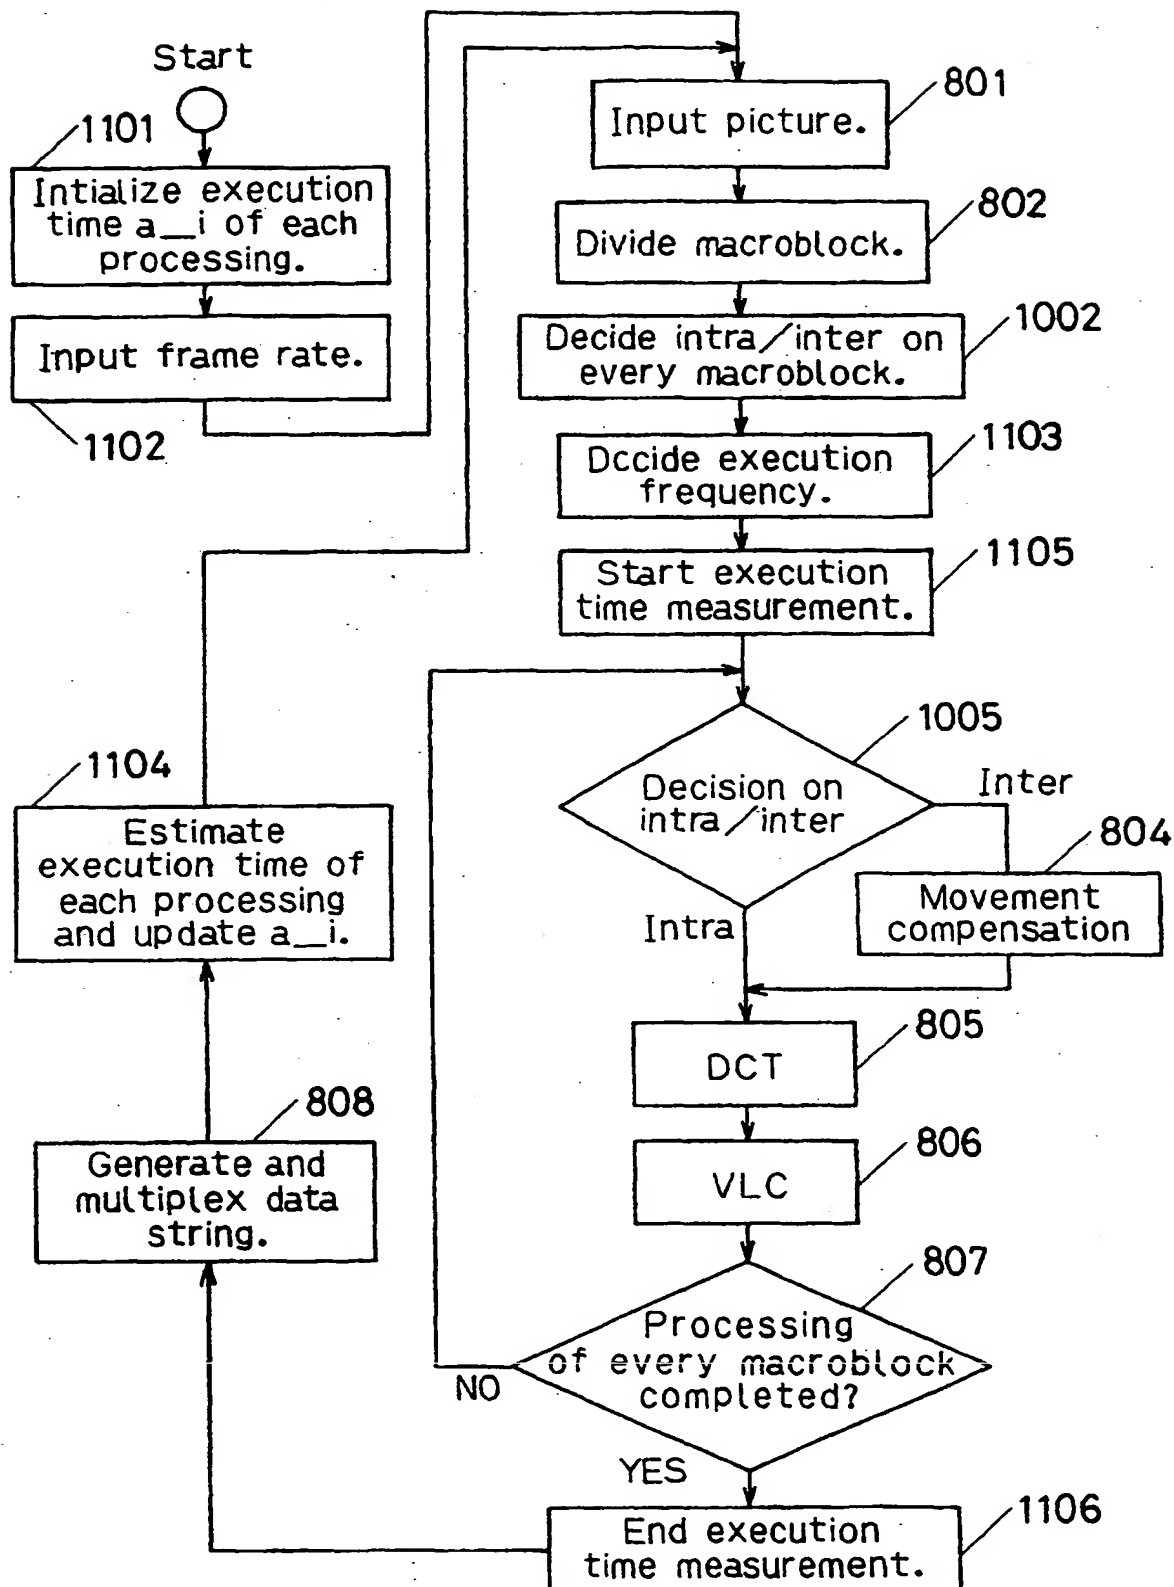 Start
1101
Intialize execution
time a_i of each
processing.
Input frame rate.
1102
801
Input picture.
802
Divide macroblock.
1002
Decide intra/inter on
every macroblock.
1103
Dccide execution
frequency.
1105
Start execution
time measurement.
1005
Decision on
intra/inter
Inter
804
Movement
compensation
Intra
805
DCT
806
VLC
807
Processing
of every macroblock
completed?
NO
YES
1106
End execution
time measurement.
808
Generate and
multiplex data
string.
1104
Estimate
execution time of
each processing
and update a_i.